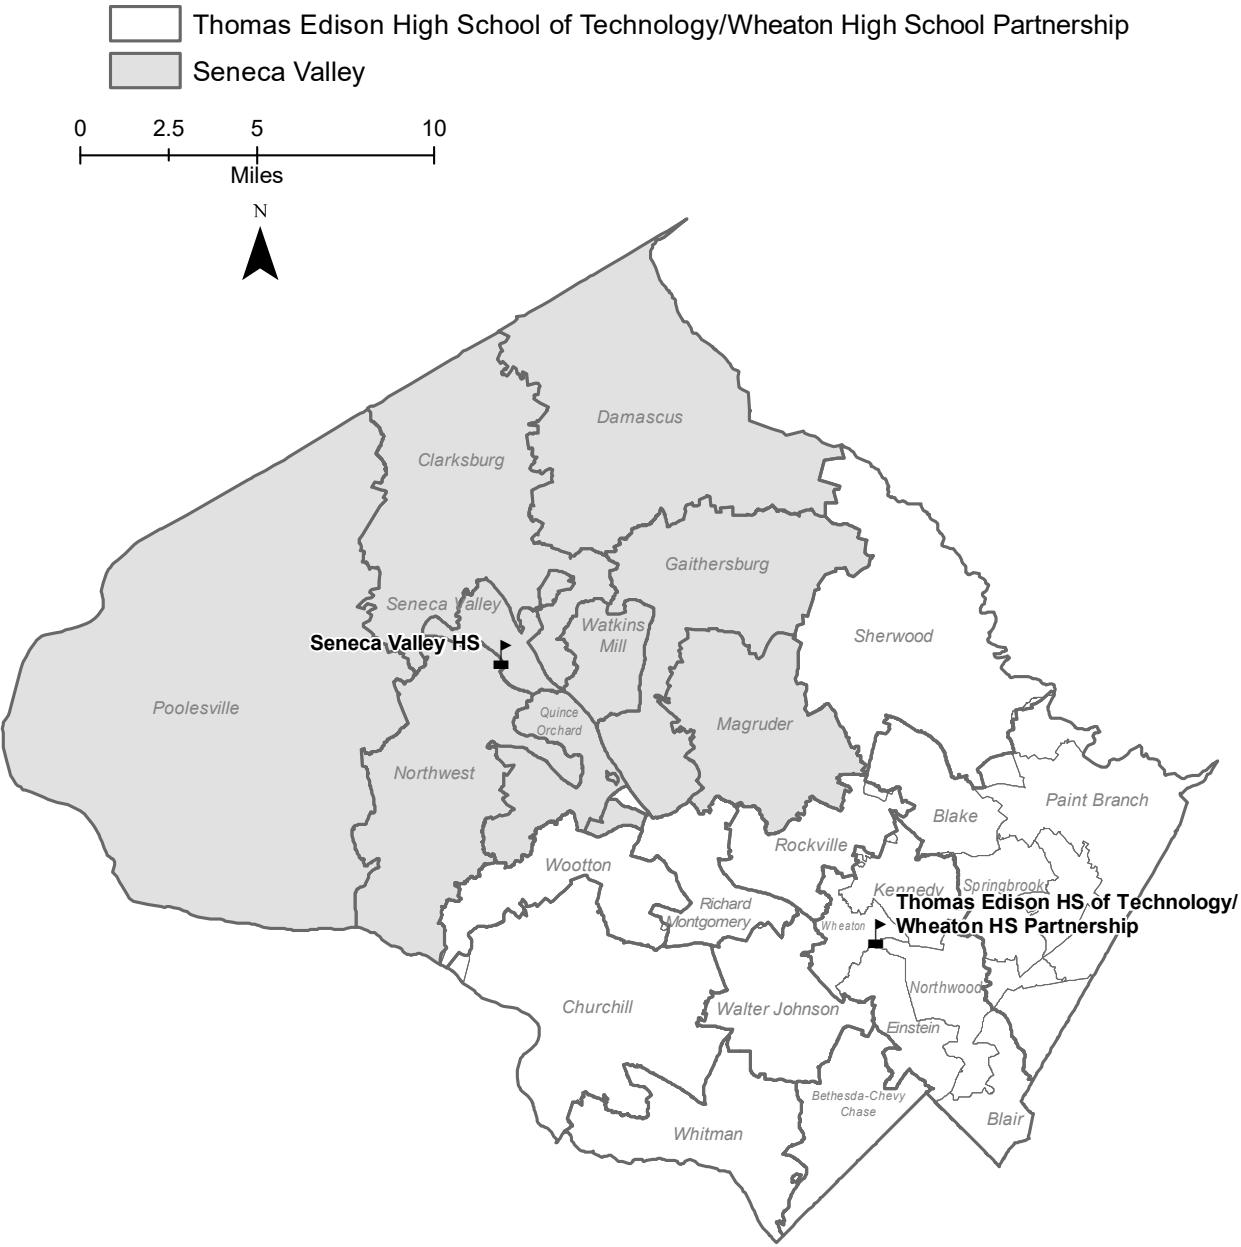 Thomas Edison High School of Technology/Wheaton High School Partnership
Seneca Valley
0 2.5 5 10
Miles
N
Damascus
Clarksburg
Gaithersburg
Seneca Valley
Watkins
Mill
Sherwood
Seneca Valley HS
Poolesville
Quince
Orchard
Magruder
Northwest
Paint Branch
Blake
Rockville
Wootton
Kennedy
Springbrook
Richard
Montgomery
Thomas Edison HS of Technology/
Wheaton HS Partnership
Wheaton
Northwood
Churchill
Walter Johnson
Einstein
Bethesda-Chevy
Chase
Blair
Whitman